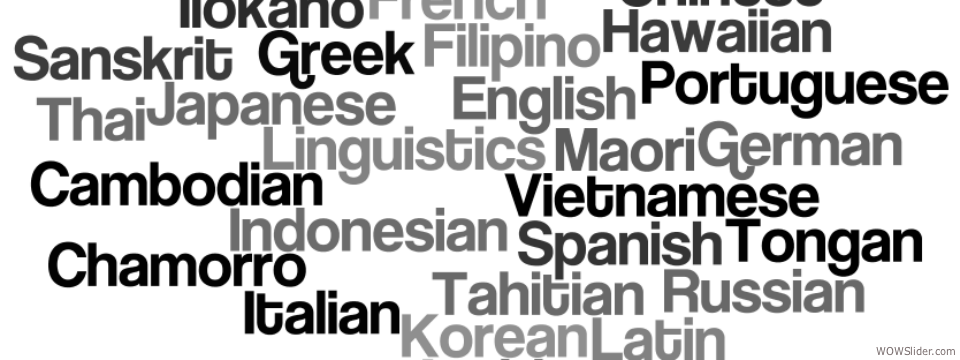 Ilokano French Chinese
Sanskrit Greek Filipino Hawaiian
Thai Japanese English Portuguese
Linguistics Maori German
Cambodian Vietnamese
Indonesian Spanish Tongan
Chamorro Tahitian Russian
Italian Korean Latin
WOWSlider.com